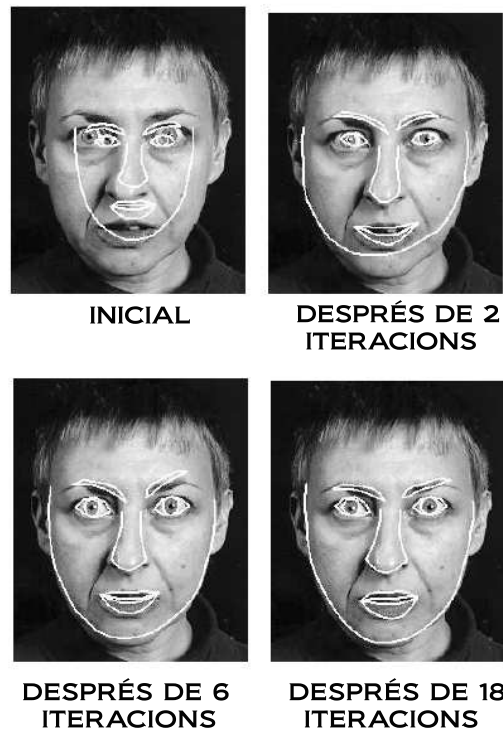 INICIAL
DESPRÉS DE 2
ITERACIONS
DESPRÉS DE 6
ITERACIONS
DESPRÉS DE 18
ITERACIONS